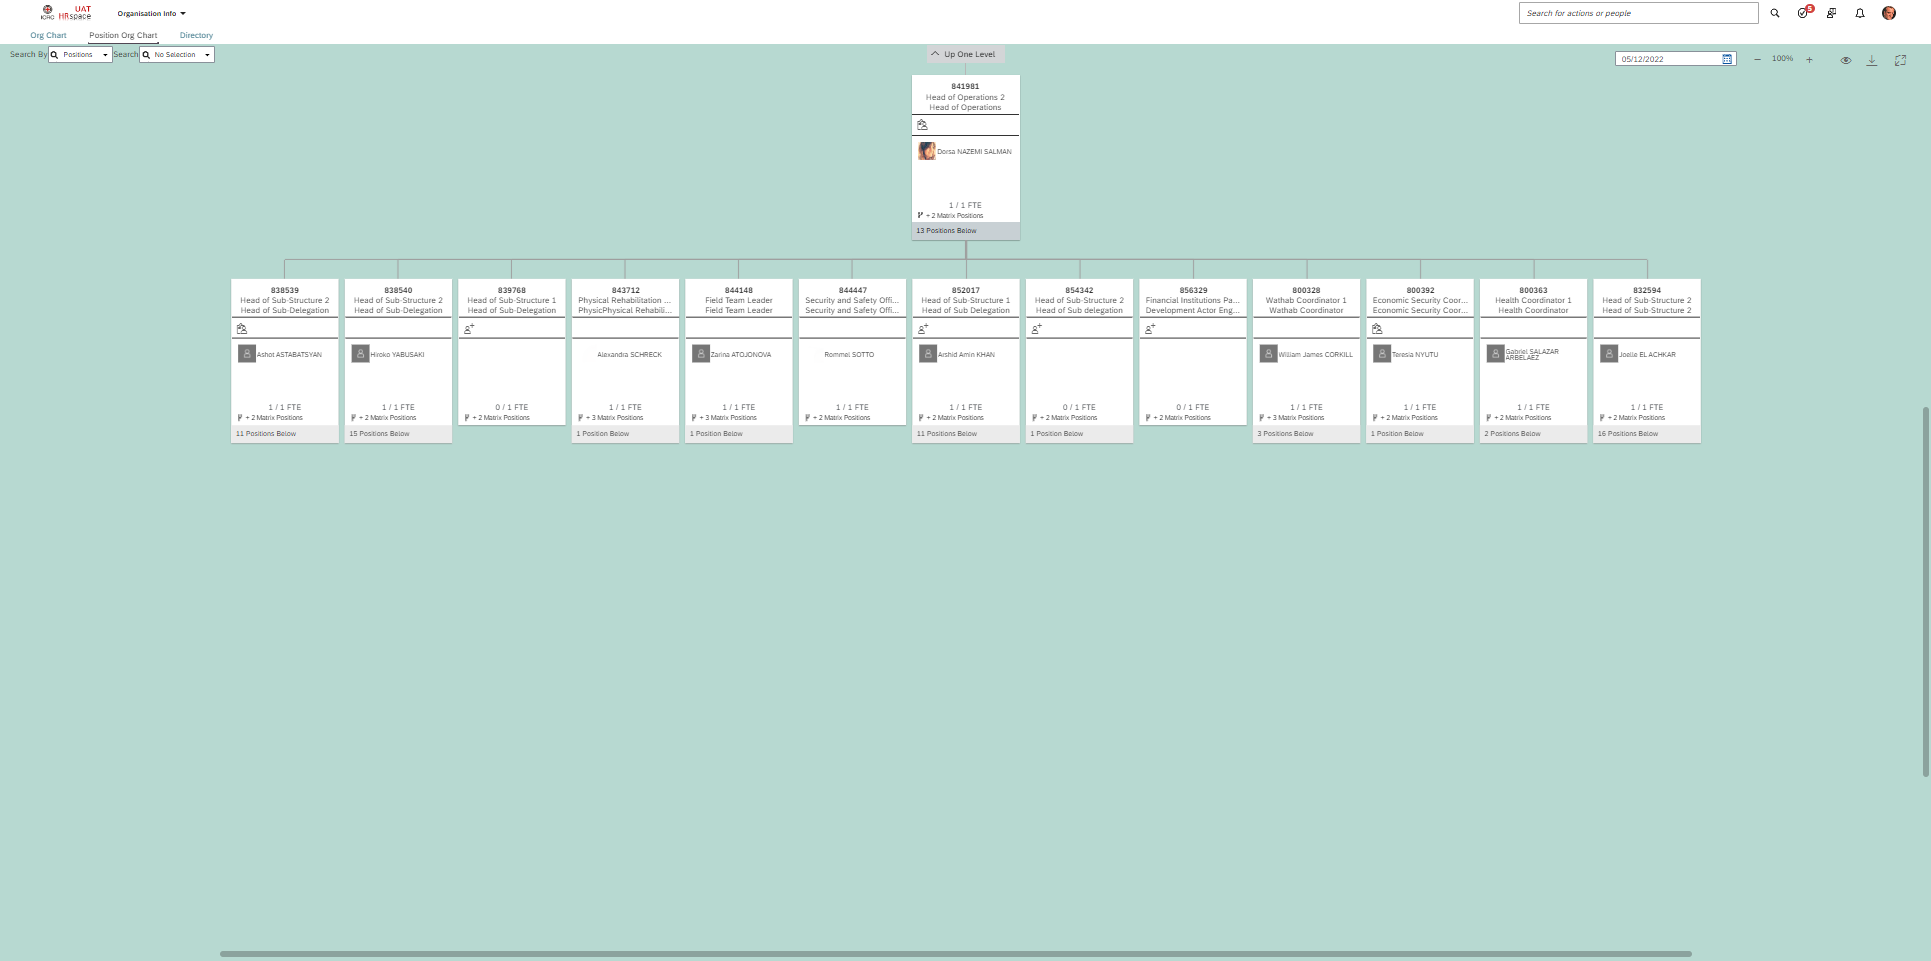 UAT
ICRC HRspace
Organisation Info
Search for actions or people
5
Org Chart
Position Org Chart
Directory
Search By
Positions
Search
No Selection
Up One Level
05/12/2022
100%
841981
Head of Operations 2
Head of Operations
Dorsa NAZEMI SALMAN
1 / 1 FTE
+ 2 Matrix Positions
13 Positions Below
838539
Head of Sub-Structure 2
Head of Sub-Delegation
Ashot ASTABATSYAN
1 / 1 FTE
+ 2 Matrix Positions
11 Positions Below
838540
Head of Sub-Structure 2
Head of Sub-Delegation
Hiroko YABUSAKI
1 / 1 FTE
+ 2 Matrix Positions
15 Positions Below
839768
Head of Sub-Structure 1
Head of Sub-Delegation
0 / 1 FTE
+ 2 Matrix Positions
843712
Physical Rehabilitation ...
PhysicPhysical Rehabili...
Alexandra SCHRECK
1 / 1 FTE
+ 3 Matrix Positions
1 Position Below
844148
Field Team Leader
Field Team Leader
Zarina ATOJONOVA
1 / 1 FTE
+ 3 Matrix Positions
1 Position Below
844447
Security and Safety Offi...
Security and Safety Offi...
Rommel SOTTO
1 / 1 FTE
+ 2 Matrix Positions
852017
Head of Sub-Structure 1
Head of Sub Delegation
Arshid Amin KHAN
1 / 1 FTE
+ 2 Matrix Positions
11 Positions Below
854342
Head of Sub-Structure 2
Head of Sub delegation
0 / 1 FTE
+ 2 Matrix Positions
1 Position Below
856329
Financial Institutions Pa...
Development Actor Eng...
0 / 1 FTE
+ 2 Matrix Positions
800328
Wathab Coordinator 1
Wathab Coordinator
William James CORKILL
1 / 1 FTE
+ 3 Matrix Positions
3 Positions Below
800392
Economic Security Coor...
Economic Security Coor...
Teresia NYUTU
1 / 1 FTE
+ 2 Matrix Positions
1 Position Below
800363
Health Coordinator 1
Health Coordinator
Gabriel SALAZAR
ARBELAEZ
1 / 1 FTE
+ 2 Matrix Positions
2 Positions Below
832594
Head of Sub-Structure 2
Head of Sub-Structure 2
Joelle EL ACHKAR
1 / 1 FTE
+ 2 Matrix Positions
16 Positions Below